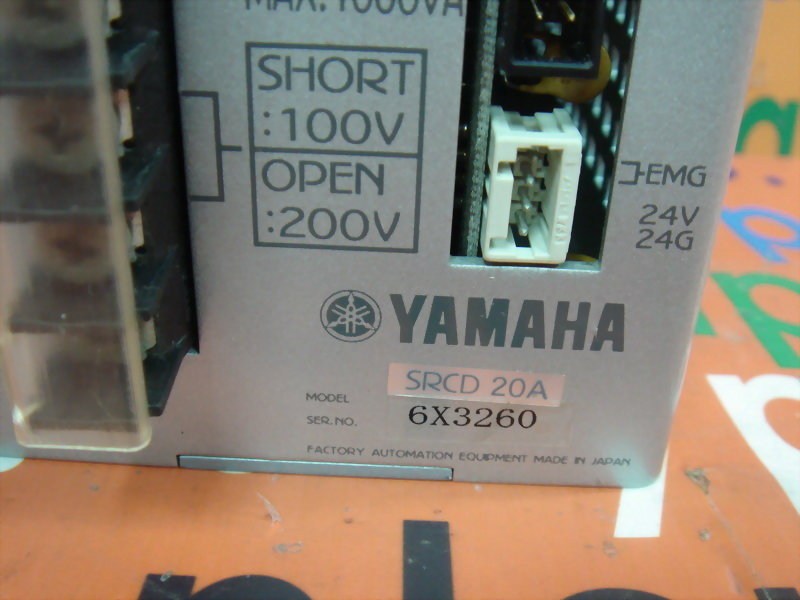 MAX.1000VA
SHORT
:100V
OPEN
:200V
EMG
24V
24G
YAMAHA
MODEL SRCD 20A
SER.NO. 6X3260
FACTORY AUTOMATION EQUIPMENT MADE IN JAPAN